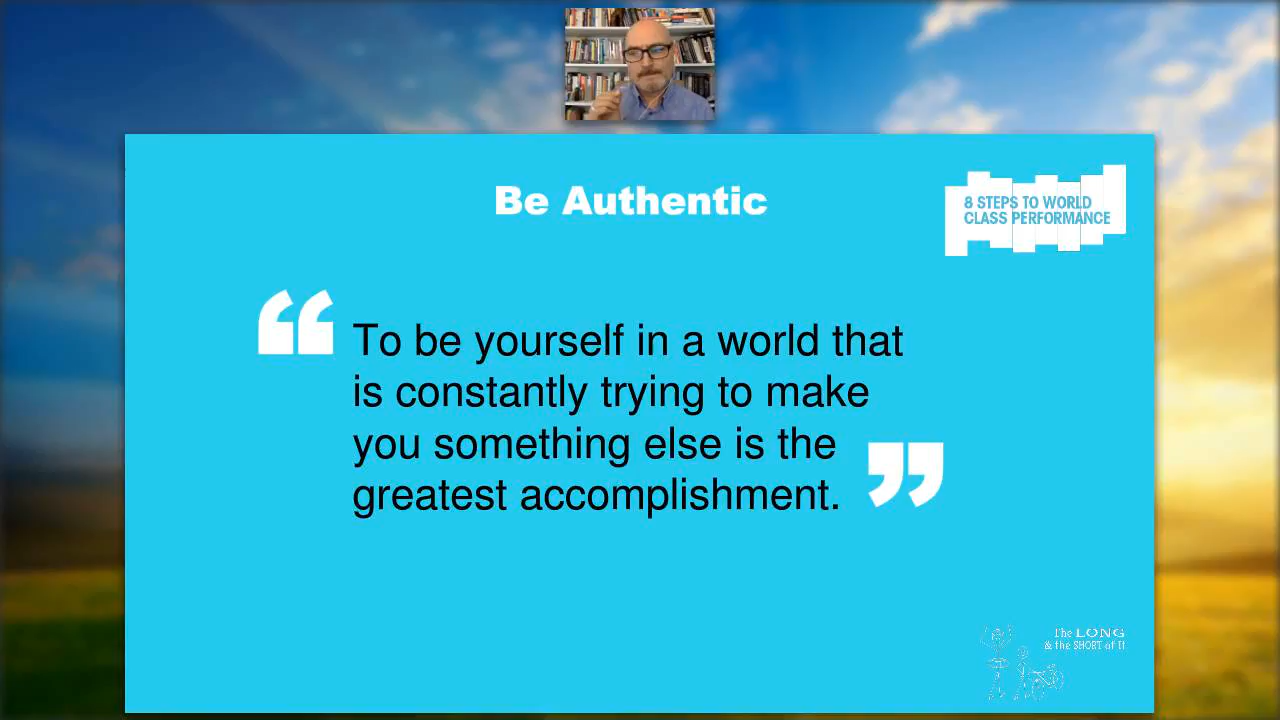 Be Authentic
8 STEPS TO WORLD
CLASS PERFORMANCE
“ To be yourself in a world that
is constantly trying to make
you something else is the
greatest accomplishment. ”
The LONG
& the SHORT of It